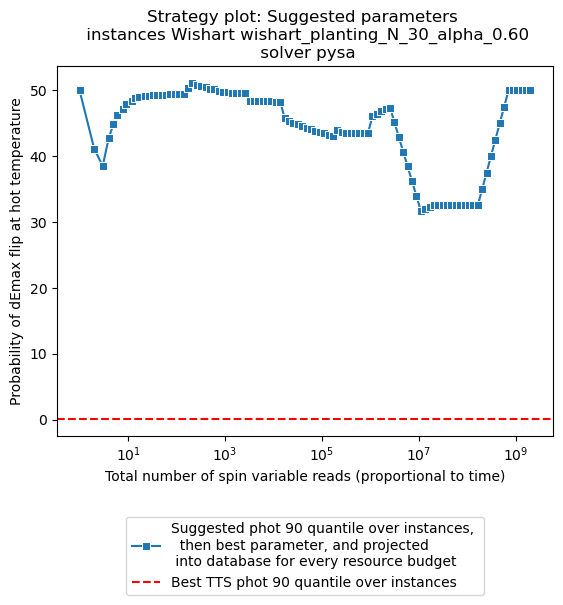 Strategy plot: Suggested parameters
instances Wishart wishart_planting_N_30_alpha_0.60
solver pysa
Probability of dEmax flip at hot temperature
50
40
30
20
10
0
10^1
10^3
10^5
10^7
10^9
Total number of spin variable reads (proportional to time)
Suggested phot 90 quantile over instances,
then best parameter, and projected
into database for every resource budget
Best TTS phot 90 quantile over instances